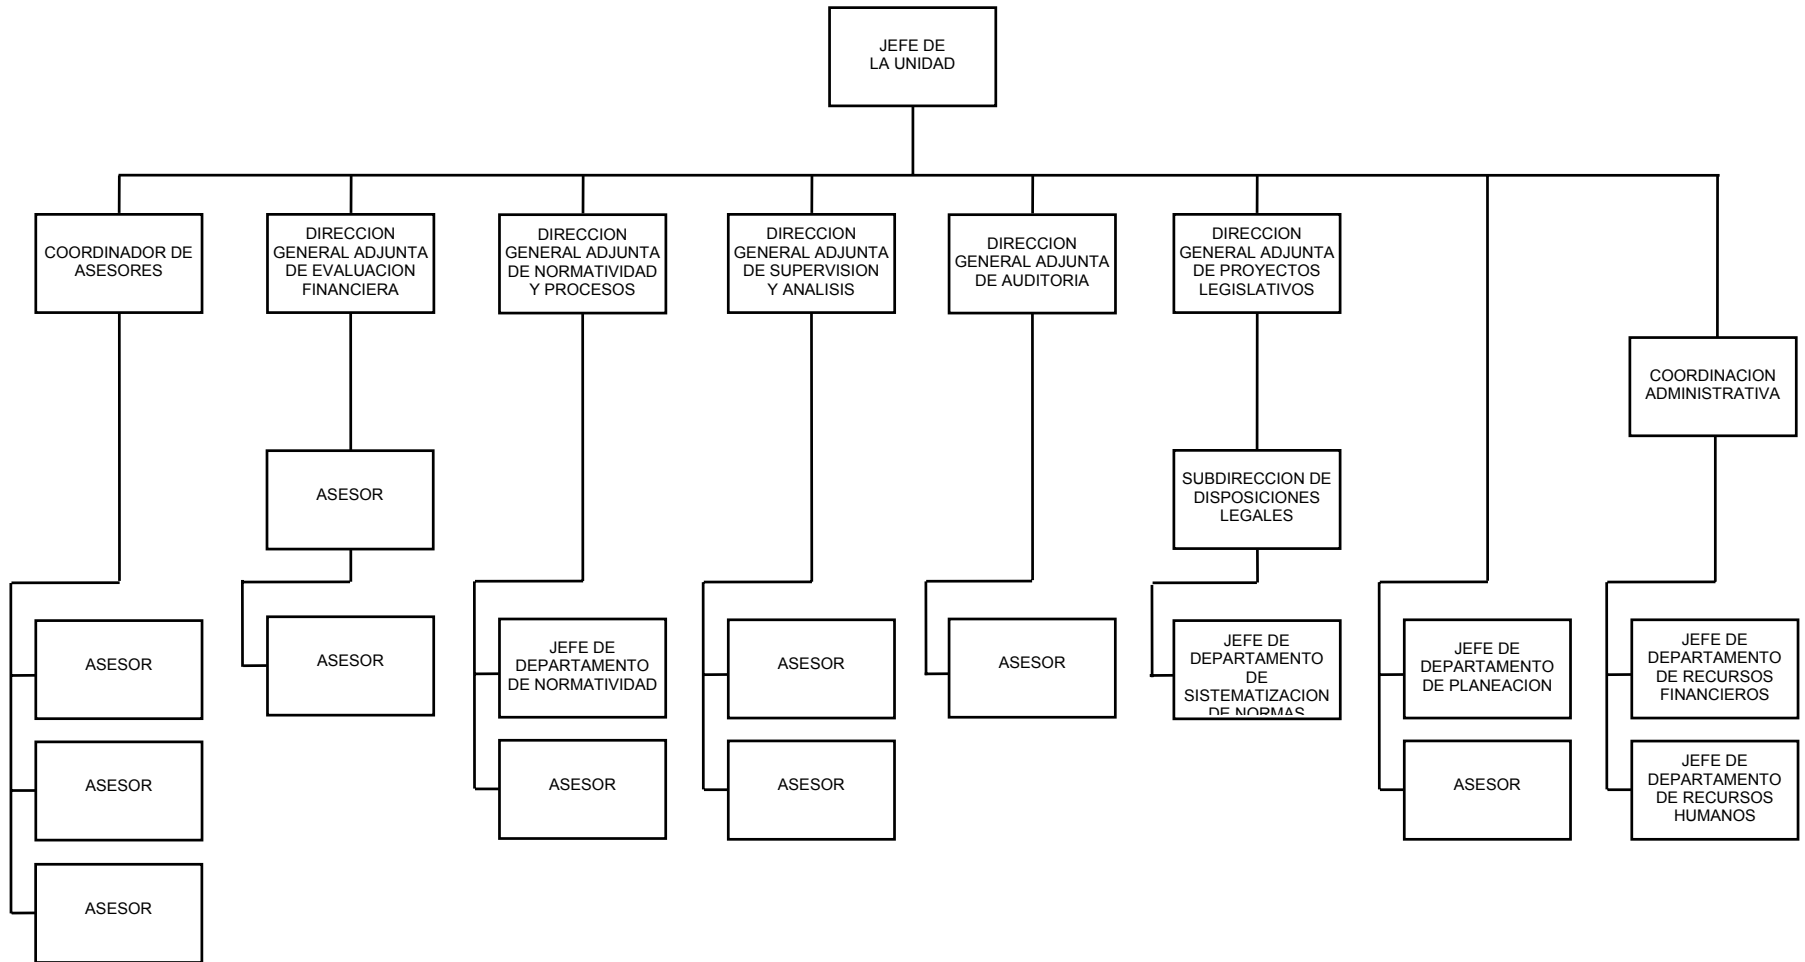 JEFE DE
LA UNIDAD
COORDINADOR DE
ASESORES
DIRECCION
GENERAL ADJUNTA
DE EVALUACION
FINANCIERA
DIRECCION
GENERAL ADJUNTA
DE NORMATIVIDAD
Y PROCESOS
DIRECCION
GENERAL ADJUNTA
DE SUPERVISION
Y ANALISIS
DIRECCION
GENERAL ADJUNTA
DE AUDITORIA
DIRECCION
GENERAL ADJUNTA
DE PROYECTOS
LEGISLATIVOS
COORDINACION
ADMINISTRATIVA
ASESOR
SUBDIRECCION DE
DISPOSICIONES
LEGALES
ASESOR
ASESOR
JEFE DE
DEPARTAMENTO
DE NORMATIVIDAD
ASESOR
ASESOR
JEFE DE
DEPARTAMENTO
DE
SISTEMATIZACION
DE NORMAS
JEFE DE
DEPARTAMENTO
DE PLANEACION
JEFE DE
DEPARTAMENTO
DE RECURSOS
FINANCIEROS
ASESOR
ASESOR
ASESOR
ASESOR
JEFE DE
DEPARTAMENTO
DE RECURSOS
HUMANOS
ASESOR